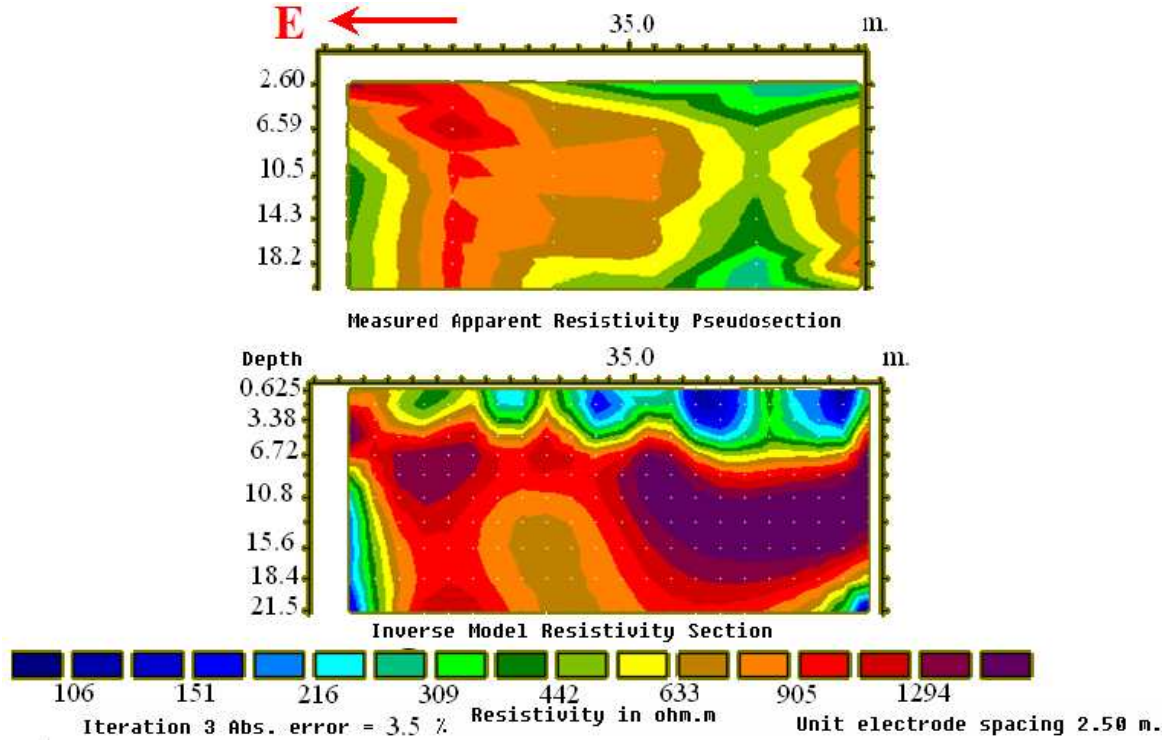 E 35.0 m.
2.60
6.59
10.5
14.3
18.2
Measured Apparent Resistivity Pseudosection
Depth 35.0 m.
0.625
3.38
6.72
10.8
15.6
18.4
21.5
Inverse Model Resistivity Section
106 151 216 309 442 633 905 1294
Resistivity in ohm.m
Iteration 3 Abs. error = 3.5 % Unit electrode spacing 2.50 m.